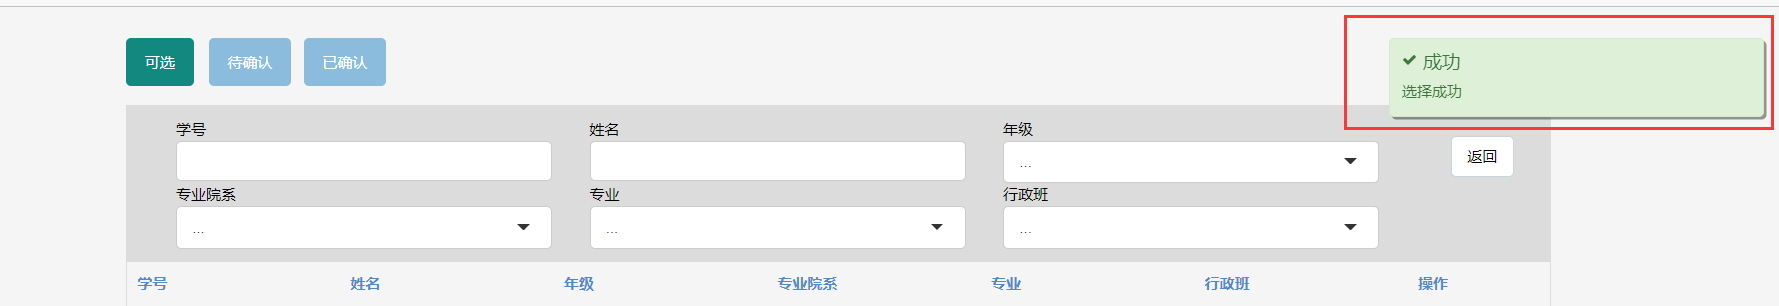 可选 待确认 已确认
成功
选择成功
学号 姓名 年级
...
返回
专业院系 专业 行政班
... ... ...
学号 姓名 年级 专业院系 专业 行政班 操作